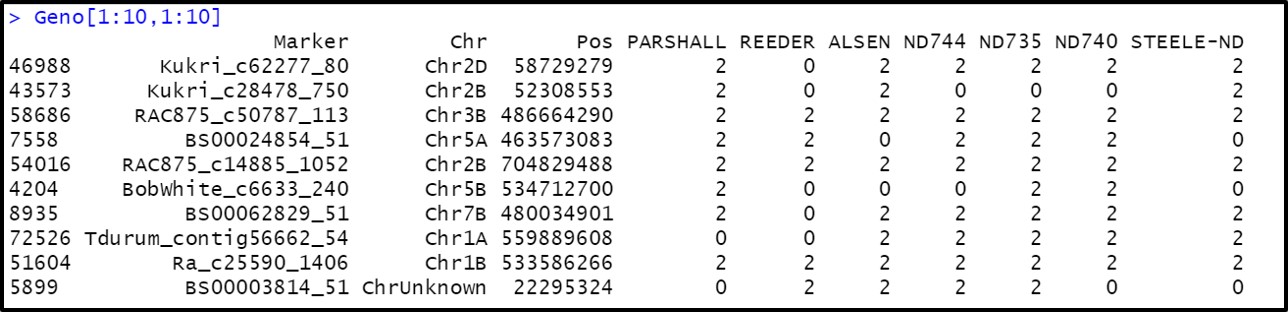 > Geno[1:10,1:10]
Marker Chr Pos PARSHALL REEDER ALSEN ND744 ND735 ND740 STEELE-ND
46988 Kukri_c62277_80 Chr2D 58729279 2 0 2 2 2 2 2
43573 Kukri_c28478_750 Chr2B 52308553 2 0 2 0 0 0 2
58686 RAC875_c50787_113 Chr3B 486664290 2 2 2 2 2 2 2
7558 BS00024854_51 Chr5A 463573083 2 2 0 2 2 2 0
54016 RAC875_c14885_1052 Chr2B 704829488 2 2 2 2 2 2 2
4204 BobWhite_c6633_240 Chr5B 534712700 2 0 0 0 2 2 0
8935 BS00062829_51 Chr7B 480034901 2 0 2 2 2 2 2
72526 Tdurum_contig56662_54 Chr1A 559889608 0 0 2 2 2 2 2
51604 Ra_c25590_1406 Chr1B 533586266 2 2 2 2 2 2 2
5899 BS00003814_51 ChrUnknown 22295324 0 2 2 2 2 0 0